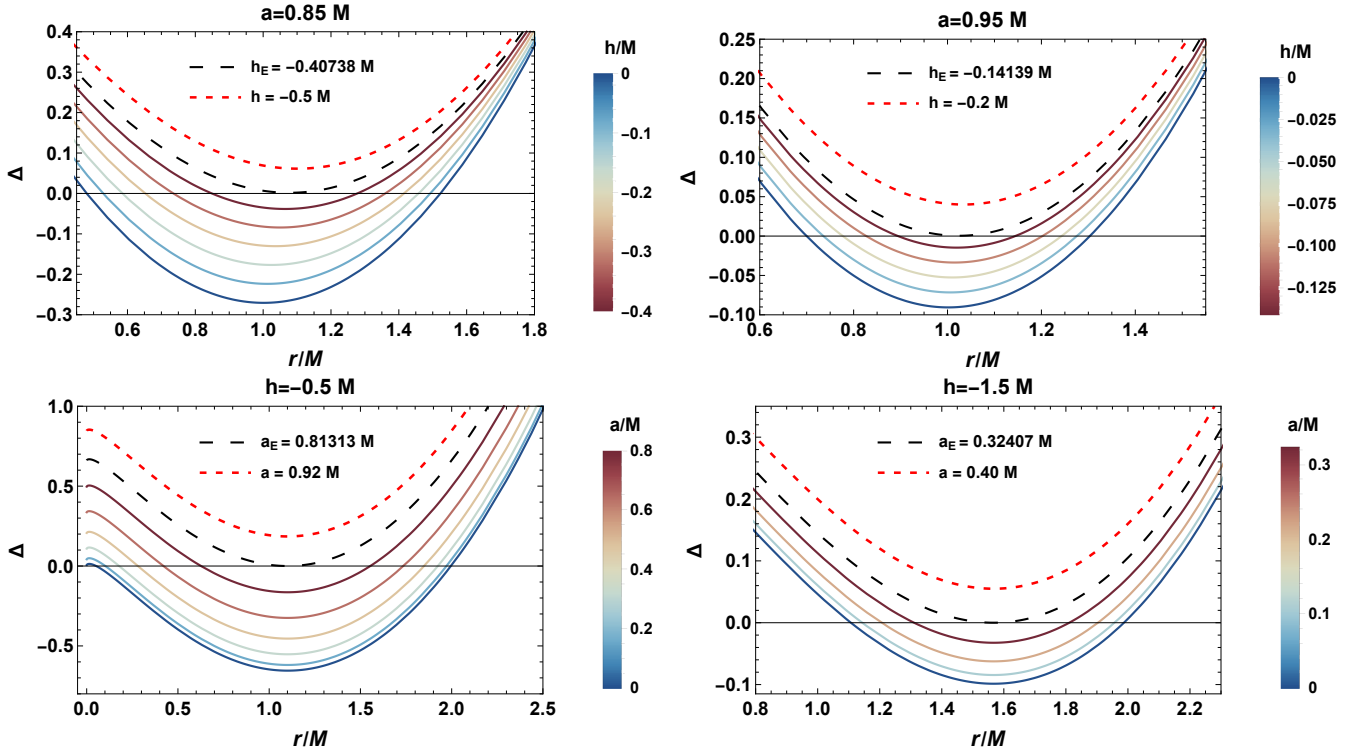 a=0.85 M
h_E = −0.40738 M
h = −0.5 M
Δ
0.4
0.3
0.2
0.1
0.0
−0.1
−0.2
−0.3
0.6 0.8 1.0 1.2 1.4 1.6 1.8
r/M
h/M
0
−0.1
−0.2
−0.3
−0.4
a=0.95 M
h_E = −0.14139 M
h = −0.2 M
Δ
0.25
0.20
0.15
0.10
0.05
0.00
−0.05
−0.10
0.6 0.8 1.0 1.2 1.4
r/M
h/M
0
−0.025
−0.050
−0.075
−0.100
−0.125
h=−0.5 M
a_E = 0.81313 M
a = 0.92 M
Δ
1.0
0.5
0.0
−0.5
0.0 0.5 1.0 1.5 2.0 2.5
r/M
a/M
0.8
0.6
0.4
0.2
0
h=−1.5 M
a_E = 0.32407 M
a = 0.40 M
Δ
0.3
0.2
0.1
0.0
−0.1
0.8 1.0 1.2 1.4 1.6 1.8 2.0 2.2
r/M
a/M
0.3
0.2
0.1
0